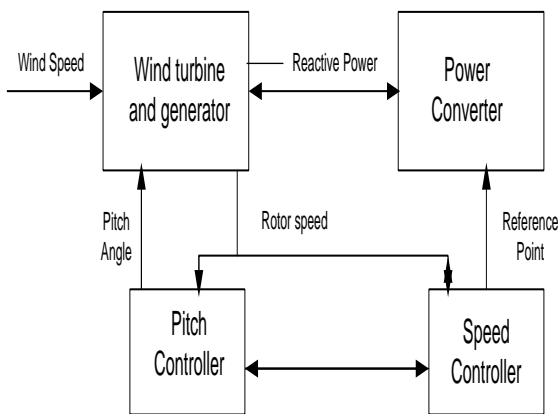 Wind Speed
Wind turbine
and generator
Reactive Power
Power
Converter
Pitch
Angle
Rotor speed
Reference
Point
Pitch
Controller
Speed
Controller